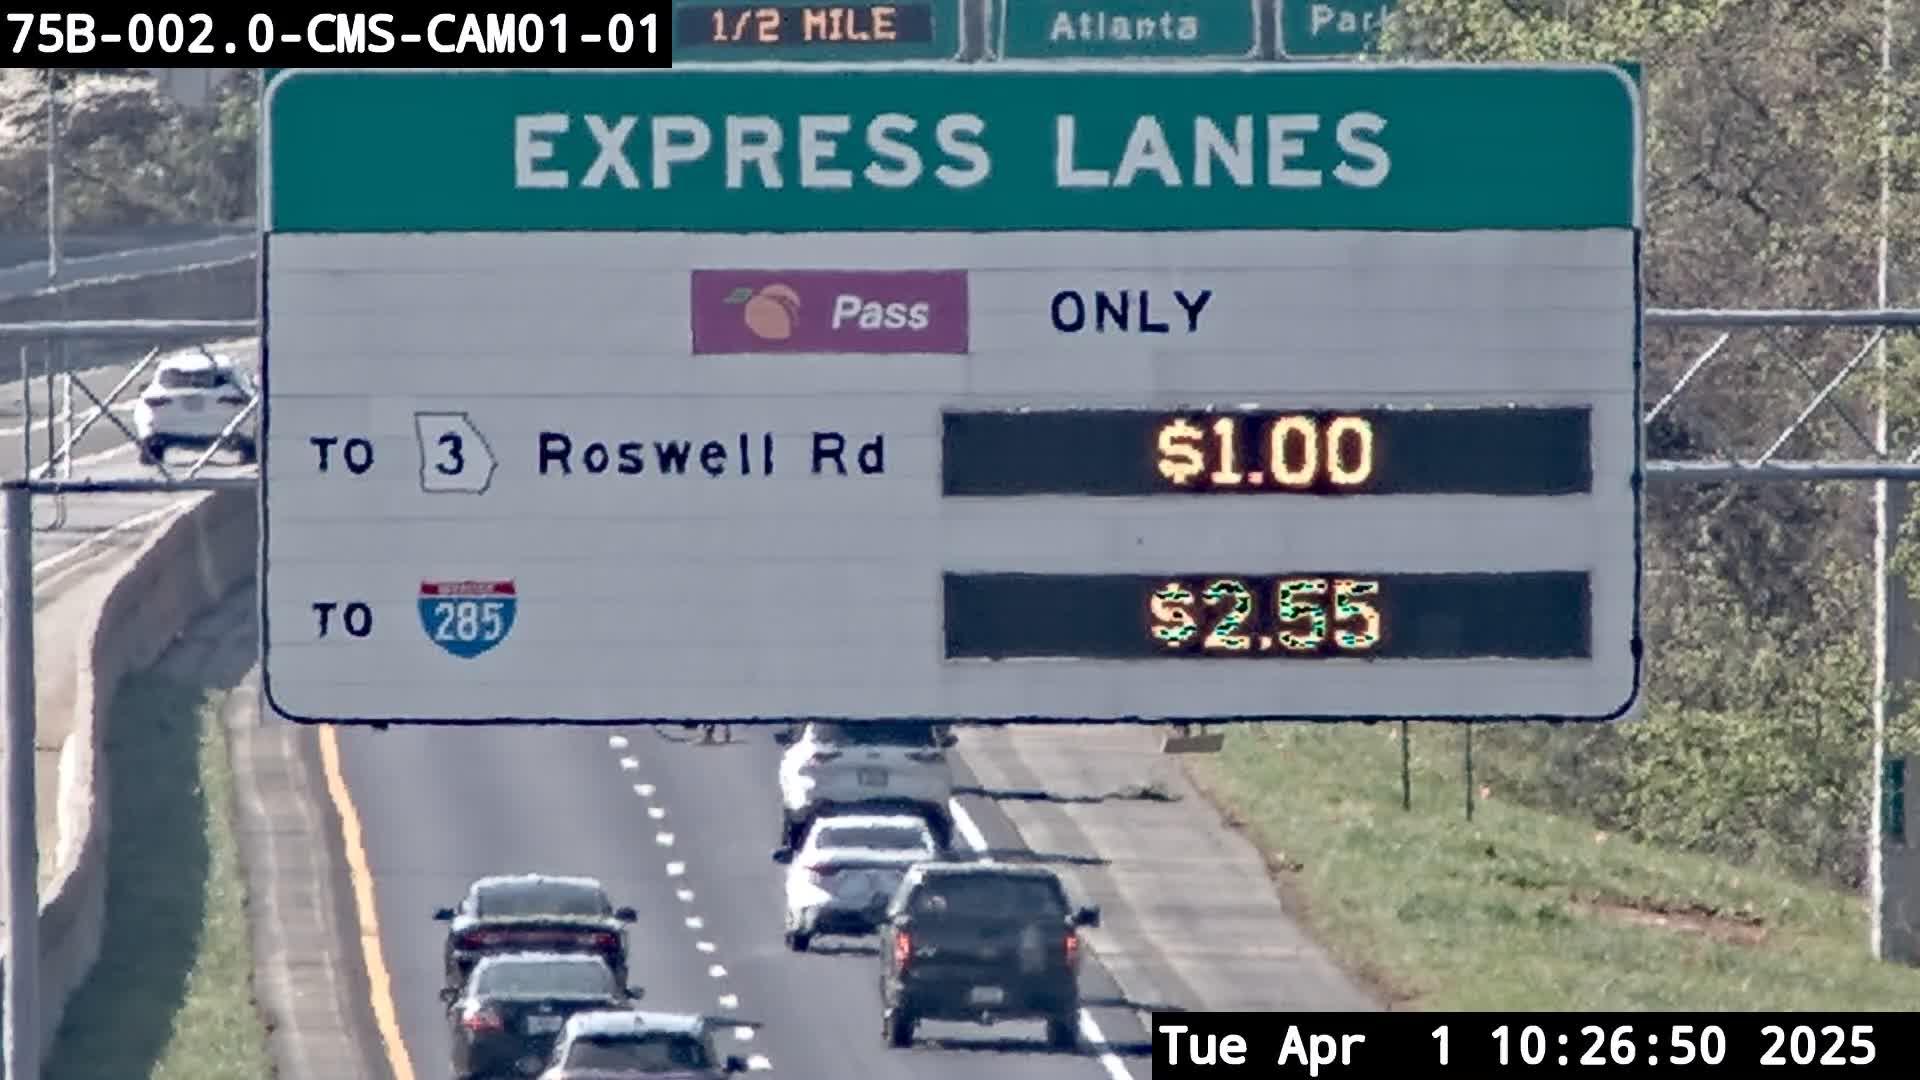 75B-002.0-CMS-CAM01-01
1/2 MILE
Atlanta
EXPRESS LANES
Pass ONLY
TO 3 Roswell Rd $1.00
TO 285 $2.55
Tue Apr 1 10:26:50 2025